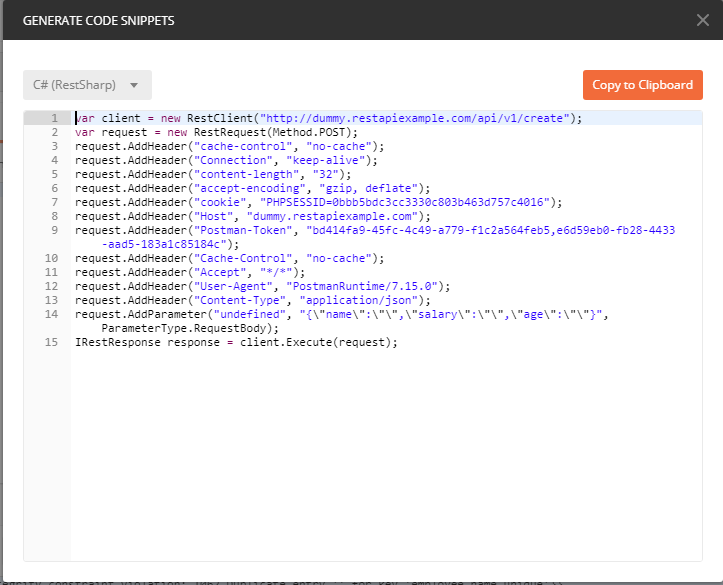 GENERATE CODE SNIPPETS
C# (RestSharp)
Copy to Clipboard
1 var client = new RestClient("http://dummy.restapiexample.com/api/v1/create");
2 var request = new RestRequest(Method.POST);
3 request.AddHeader("cache-control", "no-cache");
4 request.AddHeader("Connection", "keep-alive");
5 request.AddHeader("content-length", "32");
6 request.AddHeader("accept-encoding", "gzip, deflate");
7 request.AddHeader("cookie", "PHPSESSID=0bbb5bdc3cc3330c803b463d757c4016");
8 request.AddHeader("Host", "dummy.restapiexample.com");
9 request.AddHeader("Postman-Token", "bd414fa9-45fc-4c49-a779-f1c2a564feb5,e6d59eb0-fb28-4433
-aad5-183a1c85184c");
10 request.AddHeader("Cache-Control", "no-cache");
11 request.AddHeader("Accept", "*/*");
12 request.AddHeader("User-Agent", "PostmanRuntime/7.15.0");
13 request.AddHeader("Content-Type", "application/json");
14 request.AddParameter("undefined", "{\"name\":\"\",\"salary\":\"\",\"age\":\"\"}",
ParameterType.RequestBody);
15 IRestResponse response = client.Execute(request);